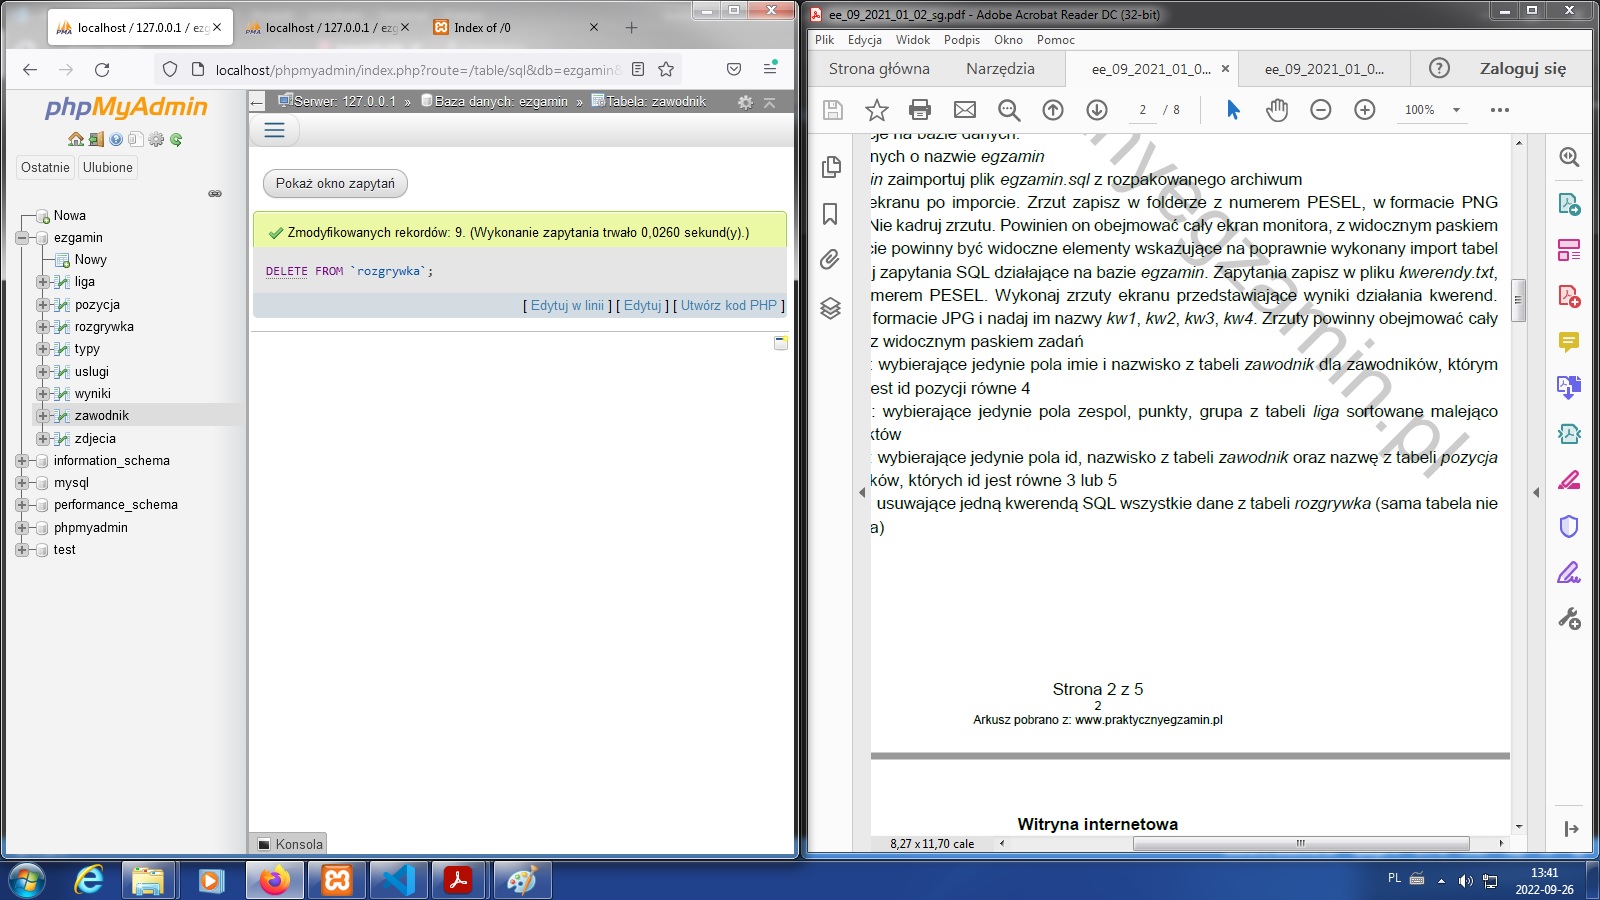 localhost / 127.0.0.1 / ezg
localhost / 127.0.0.1 / ezg
Index of /0
localhost/phpmyadmin/index.php?route=/table/sql&db=ezgamin&
phpMyAdmin
Ostatnie
Ulubione
Nowa
ezgamin
Nowy
liga
pozycja
rozgrywka
typy
uslugi
wyniki
zawodnik
zdjecia
information_schema
mysql
performance_schema
phpmyadmin
test
Serwer: 127.0.0.1 » Baza danych: ezgamin » Tabela: zawodnik
Pokaż okno zapytań
Zmodyfikowanych rekordów: 9. (Wykonanie zapytania trwało 0,0260 sekund(y).)
DELETE FROM `rozgrywka`;
[ Edytuj w linii ] [ Edytuj ] [ Utwórz kod PHP ]
Konsola
ee_09_2021_01_02_sg.pdf - Adobe Acrobat Reader DC (32-bit)
Plik Edycja Widok Podpis Okno Pomoc
Strona główna
Narzędzia
ee_09_2021_01_0...
ee_09_2021_01_0...
Zaloguj się
2 / 8
100%
je na bazie danych:
nych o nazwie egzamin
in zaimportuj plik egzamin.sql z rozpakowanego archiwum
ekranu po imporcie. Zrzut zapisz w folderze z numerem PESEL, w formacie PNG
Nie kadruj zrzutu. Powinien on obejmować cały ekran monitora, z widocznym paskiem
cie powinny być widoczne elementy wskazujące na poprawnie wykonany import tabel
j zapytania SQL działające na bazie egzamin. Zapytania zapisz w pliku kwerendy.txt,
merem PESEL. Wykonaj zrzuty ekranu przedstawiające wyniki działania kwerend.
formacie JPG i nadaj im nazwy kw1, kw2, kw3, kw4. Zrzuty powinny obejmować cały
z widocznym paskiem zadań
: wybierające jedynie pola imie i nazwisko z tabeli zawodnik dla zawodników, którym
jest id pozycji równe 4
: wybierające jedynie pola zespol, punkty, grupa z tabeli liga sortowane malejąco
któw
: wybierające jedynie pola id, nazwisko z tabeli zawodnik oraz nazwę z tabeli pozycja
ków, których id jest równe 3 lub 5
usuwające jedną kwerendą SQL wszystkie dane z tabeli rozgrywka (sama tabela nie
a)
nyegzamin.pl
Strona 2 z 5
2
Arkusz pobrano z: www.praktycznyegzamin.pl
Witryna internetowa
8,27 x 11,70 cale
PL
13:41
2022-09-26